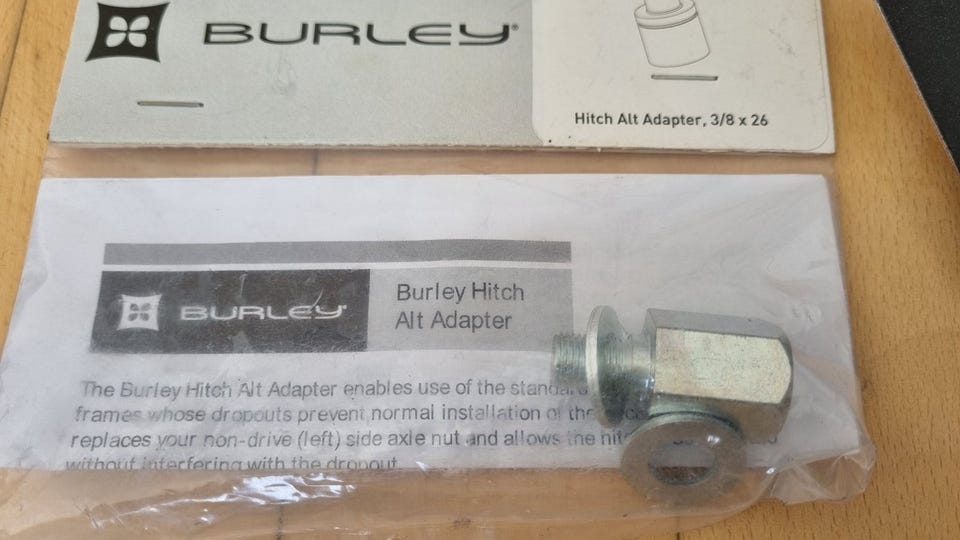 BURLEY®
Hitch Alt Adapter, 3/8 x 26
BURLEY
Burley Hitch
Alt Adapter
The Burley Hitch Alt Adapter enables use of the standard
frames whose dropouts prevent normal installation of the
replaces your non-drive (left) side axle nut and allows the
without interfering with the dropout